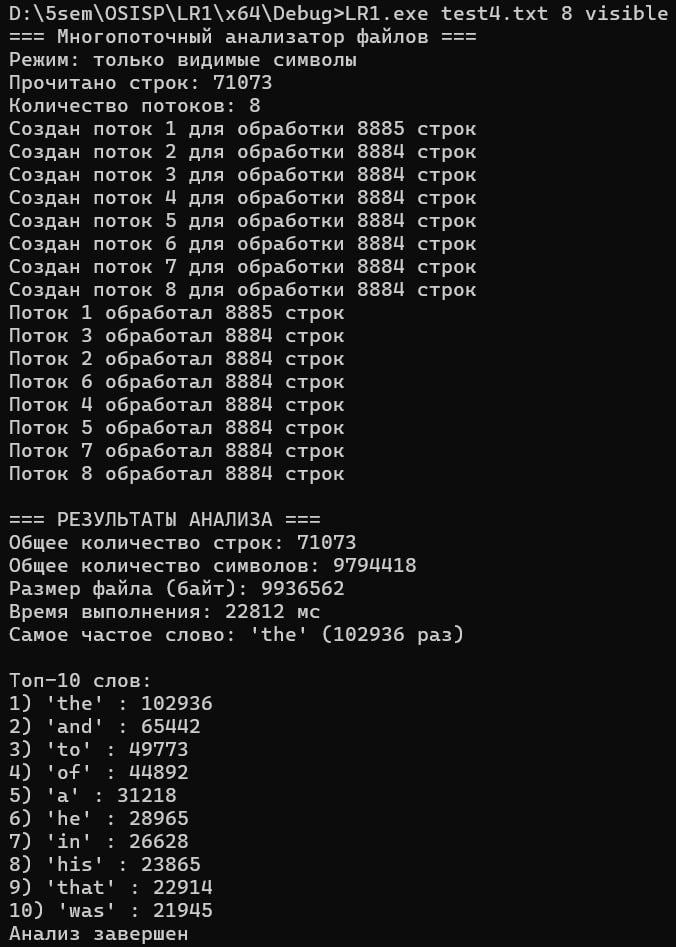 D:\5sem\OSISP\LR1\x64\Debug>LR1.exe test4.txt 8 visible
=== Многопоточный анализатор файлов ===
Режим: только видимые символы
Прочитано строк: 71073
Количество потоков: 8
Создан поток 1 для обработки 8885 строк
Создан поток 2 для обработки 8884 строк
Создан поток 3 для обработки 8884 строк
Создан поток 4 для обработки 8884 строк
Создан поток 5 для обработки 8884 строк
Создан поток 6 для обработки 8884 строк
Создан поток 7 для обработки 8884 строк
Создан поток 8 для обработки 8884 строк
Поток 1 обработал 8885 строк
Поток 3 обработал 8884 строк
Поток 2 обработал 8884 строк
Поток 6 обработал 8884 строк
Поток 4 обработал 8884 строк
Поток 5 обработал 8884 строк
Поток 7 обработал 8884 строк
Поток 8 обработал 8884 строк
=== РЕЗУЛЬТАТЫ АНАЛИЗА ===
Общее количество строк: 71073
Общее количество символов: 9794418
Размер файла (байт): 9936562
Время выполнения: 22812 мс
Самое частое слово: 'the' (102936 раз)
Топ-10 слов:
1) 'the' : 102936
2) 'and' : 65442
3) 'to' : 49773
4) 'of' : 44892
5) 'a' : 31218
6) 'he' : 28965
7) 'in' : 26628
8) 'his' : 23865
9) 'that' : 22914
10) 'was' : 21945
Анализ завершен